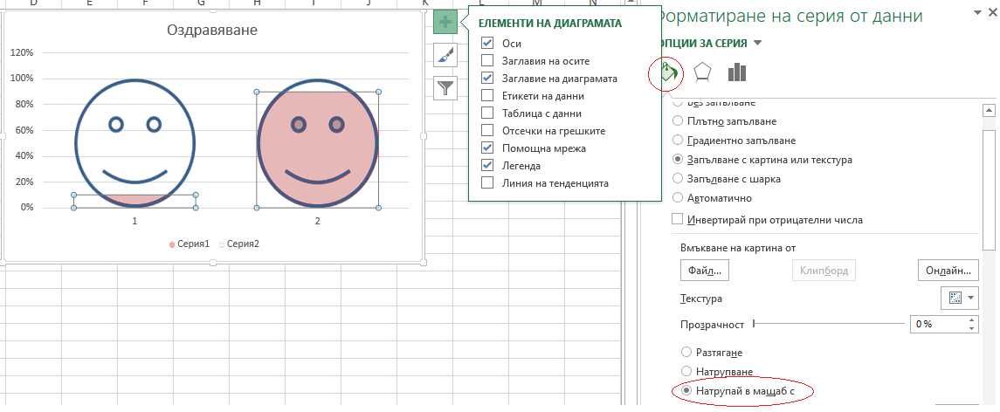 D E F G H I J K L M N
Оздравяване
120%
100%
80%
60%
40%
20%
0%
1 2
Серия1 Серия2
ЕЛЕМЕНТИ НА ДИАГРАМАТА
Оси
Заглавия на осите
Заглавие на диаграмата
Етикети на данни
Таблица с данни
Отсечки на грешките
Помощна мрежа
Легенда
Линия на тенденцията
Форматиране на серия от данни
ОПЦИИ ЗА СЕРИЯ
Без запълване
Плътно запълване
Градиентно запълване
Запълване с картина или текстура
Запълване с шарка
Автоматично
Инвертирай при отрицателни числа
Вмъкване на картина от
Файл... Клипборд Онлайн...
Текстура
Прозрачност 0 %
Разтягане
Натрупване
Натрупай в мащаб с